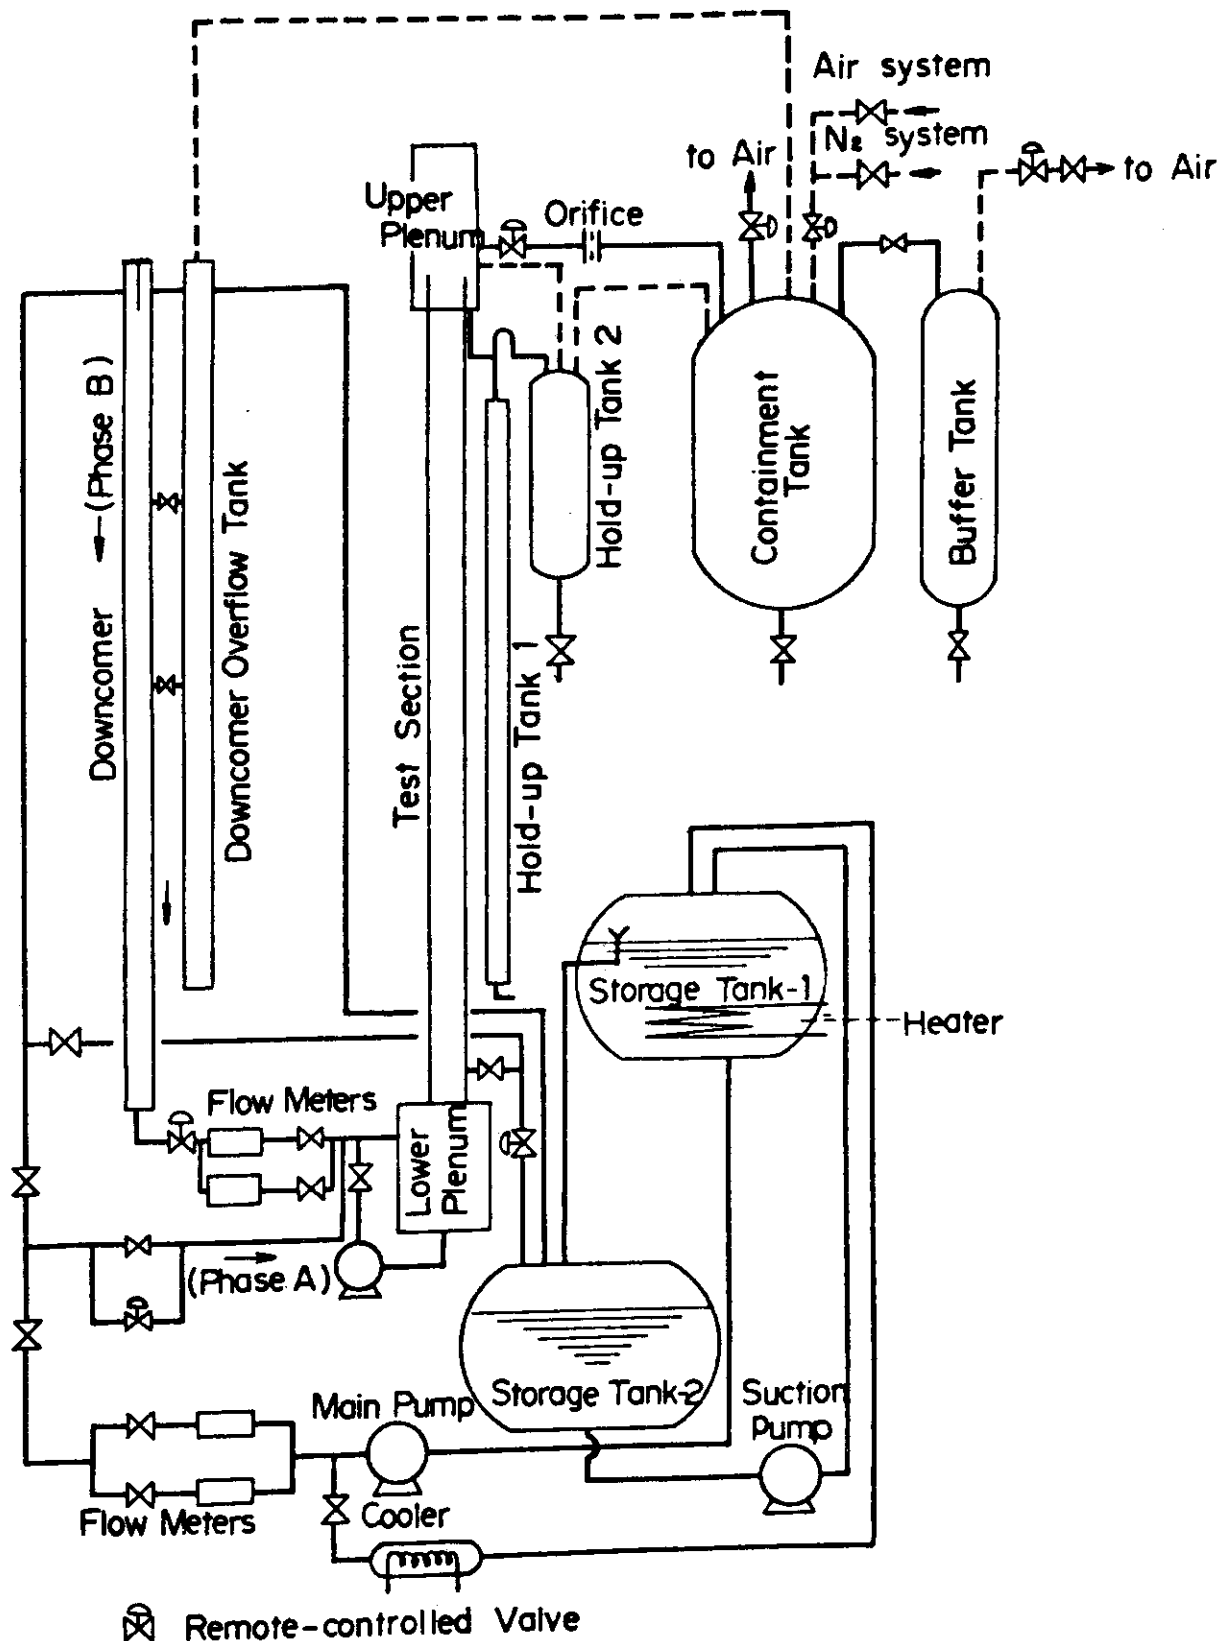 Air system
N₂ system
to Air
to Air
Upper
Plenum
Orifice
Downcomer ←(Phase B)
Downcomer Overflow Tank
Test Section
Hold-up Tank 1
Hold-up Tank 2
Containment
Tank
Buffer Tank
Storage Tank-1
Heater
Flow Meters
Lower
Plenum
(Phase A)
Storage Tank-2
Main Pump
Suction
Pump
Flow Meters
Cooler
Remote-controlled Valve